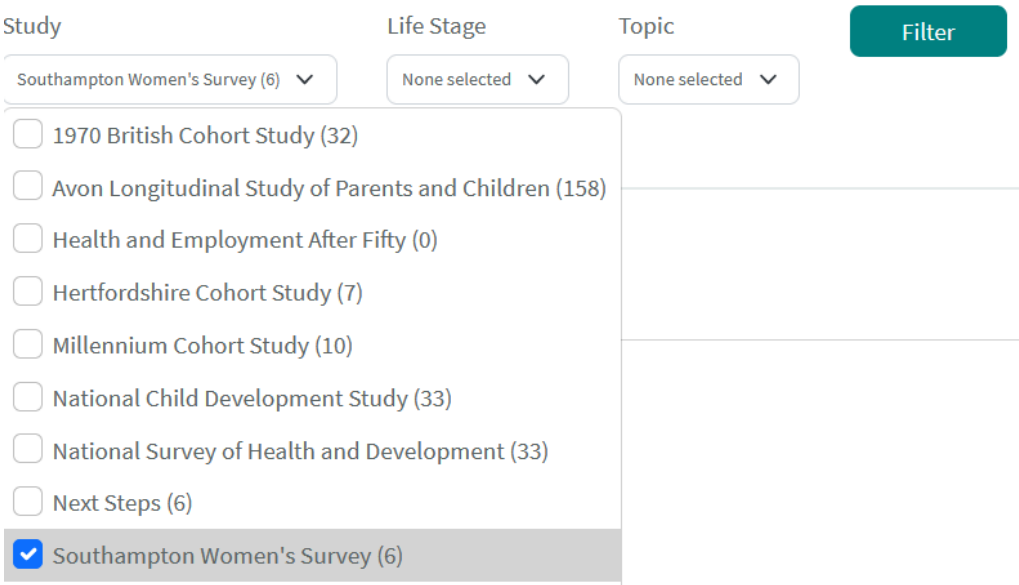 Study Life Stage Topic Filter
Southampton Women's Survey (6) None selected None selected
1970 British Cohort Study (32)
Avon Longitudinal Study of Parents and Children (158)
Health and Employment After Fifty (0)
Hertfordshire Cohort Study (7)
Millennium Cohort Study (10)
National Child Development Study (33)
National Survey of Health and Development (33)
Next Steps (6)
Southampton Women's Survey (6)